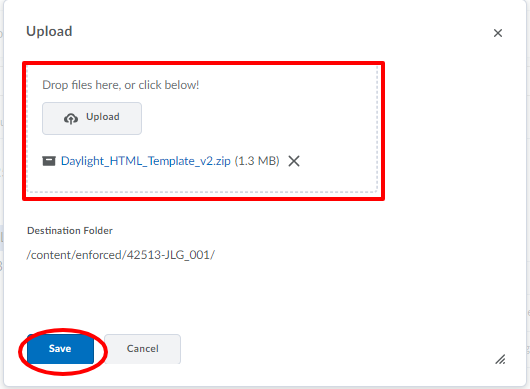 Upload
Drop files here, or click below!
Upload
Daylight_HTML_Template_v2.zip (1.3 MB)
Destination Folder
/content/enforced/42513-JLG_001/
Save Cancel